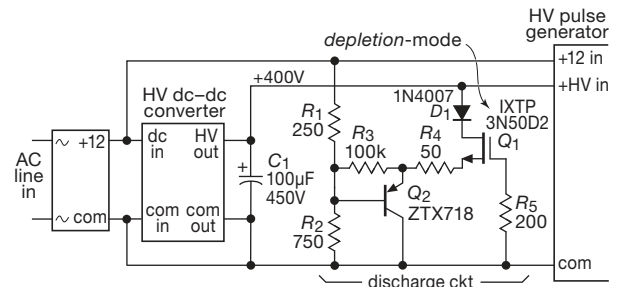 HV pulse
generator
depletion-mode
+12 in
+400V
+HV in
HV dc–dc
converter
1N4007
IXTP
3N50D2
D1
R1
250
R3
100k
R4
50
Q1
~ +12
dc
in
HV
out
AC
line
in
+
C1
100µF
450V
Q2
ZTX718
R5
200
~ com
com
in
com
out
R2
750
com
discharge ckt